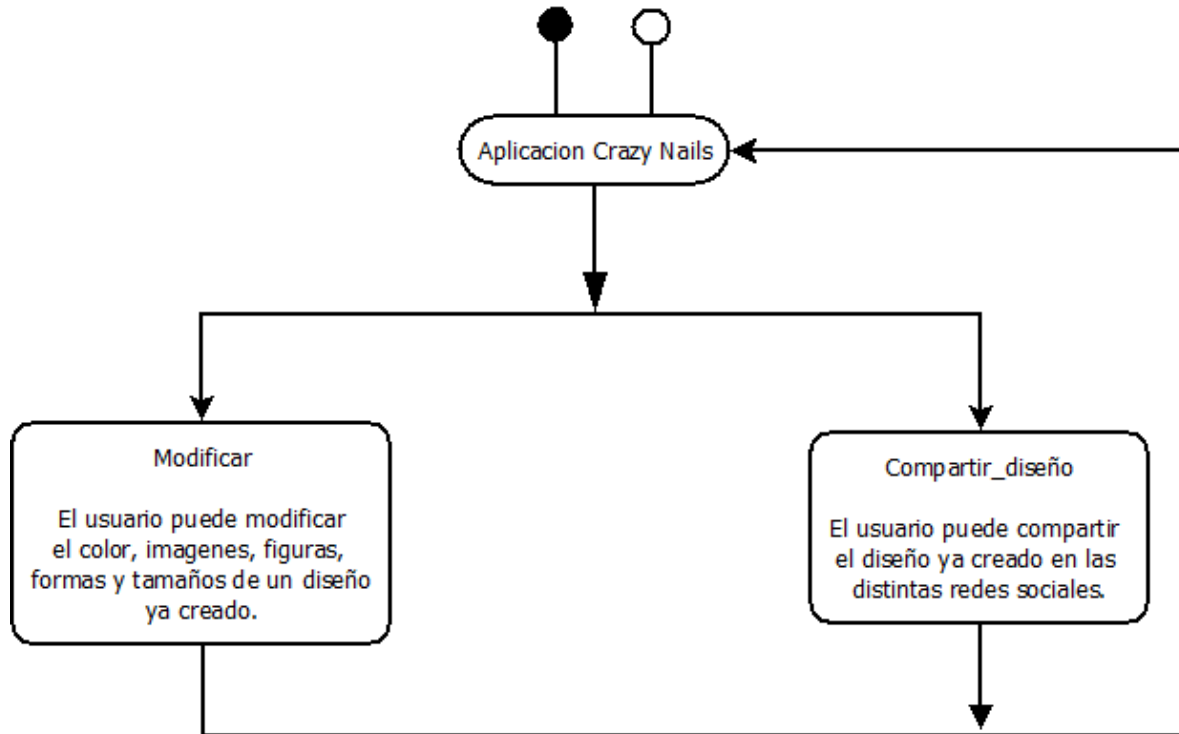 Aplicacion Crazy Nails
Modificar
El usuario puede modificar
el color, imagenes, figuras,
formas y tamaños de un diseño
ya creado.
Compartir_diseño
El usuario puede compartir
el diseño ya creado en las
distintas redes sociales.